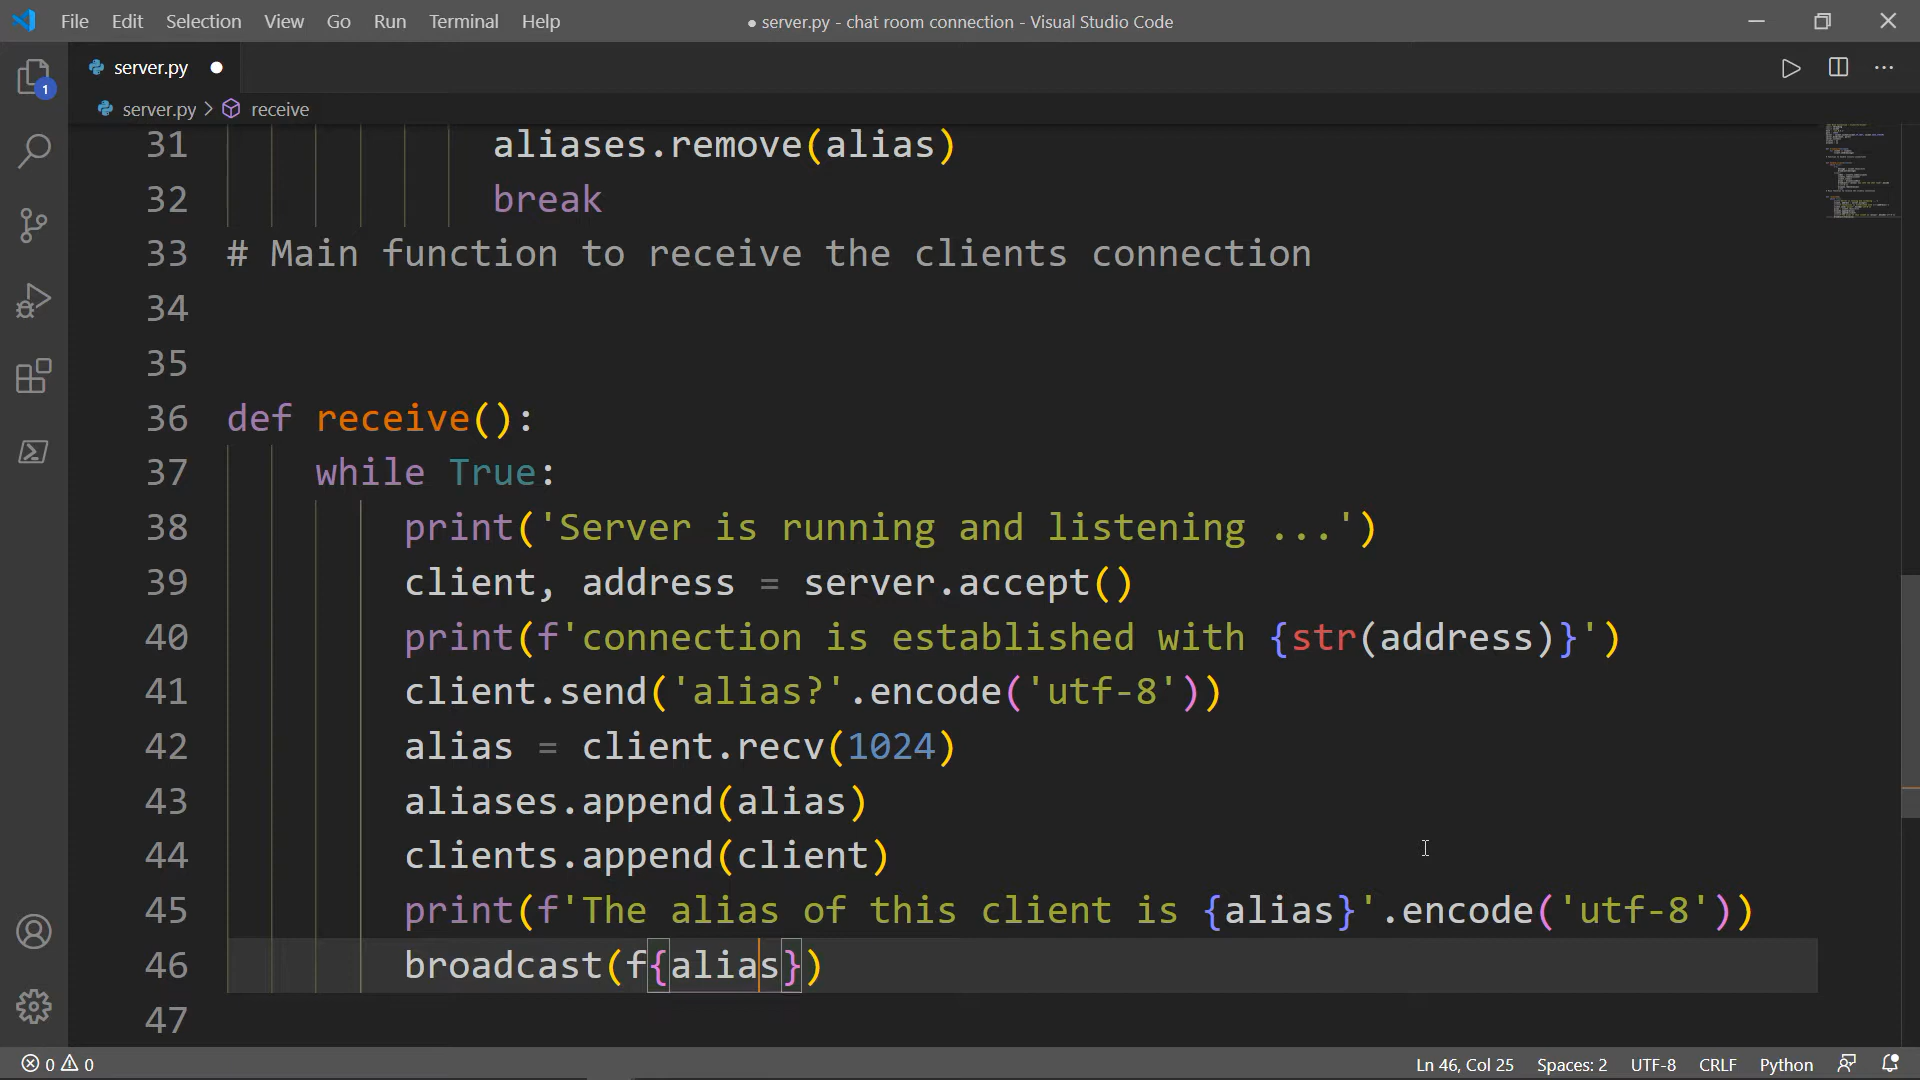 File Edit Selection View Go Run Terminal Help ● server.py - chat room connection - Visual Studio Code
server.py ●
server.py > receive
1
31 aliases.remove(alias)
32 break
33 # Main function to receive the clients connection
34
35
36 def receive():
37 while True:
38 print('Server is running and listening ...')
39 client, address = server.accept()
40 print(f'connection is established with {str(address)}')
41 client.send('alias?'.encode('utf-8'))
42 alias = client.recv(1024)
43 aliases.append(alias)
44 clients.append(client)
45 print(f'The alias of this client is {alias}'.encode('utf-8'))
46 broadcast(f{alias})
47
0 0 Ln 46, Col 25 Spaces: 2 UTF-8 CRLF Python